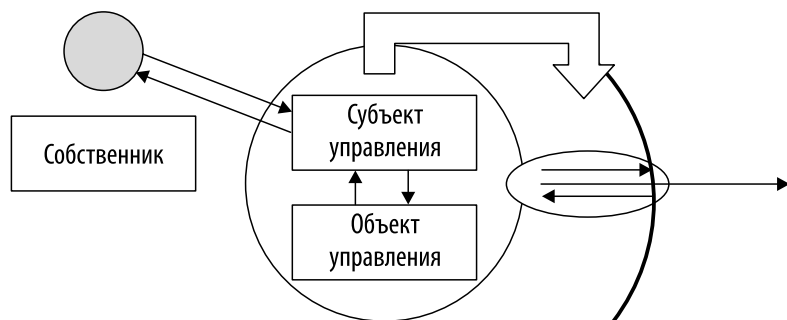 Собственник
Субъект
управления
Объект
управления